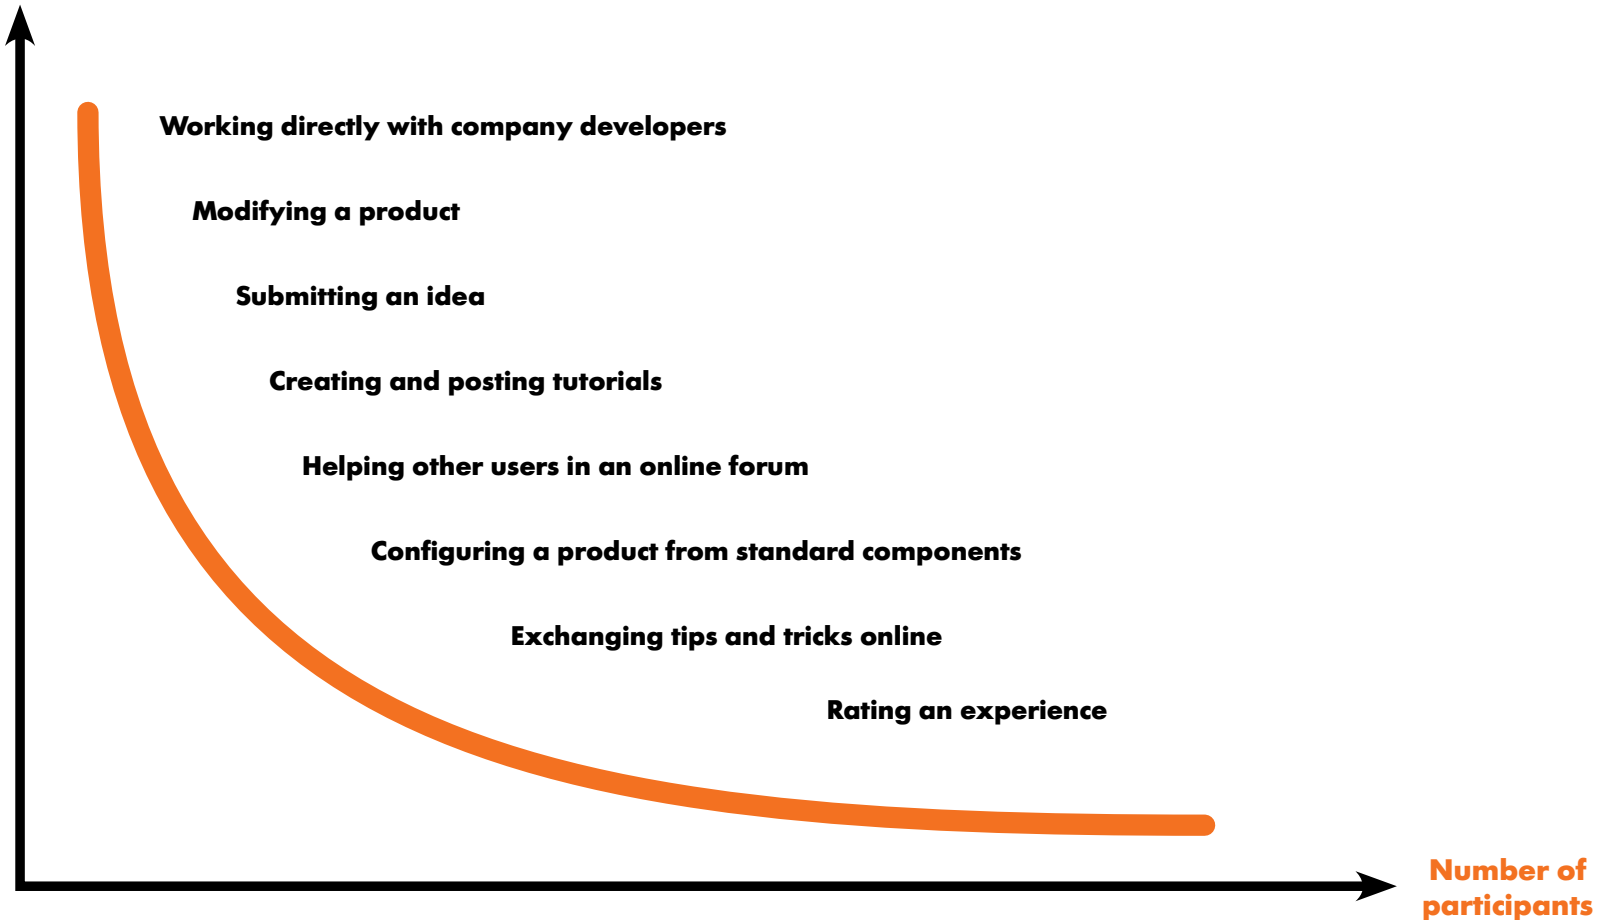 Working directly with company developers
Modifying a product
Submitting an idea
Creating and posting tutorials
Helping other users in an online forum
Configuring a product from standard components
Exchanging tips and tricks online
Rating an experience
Number of
participants